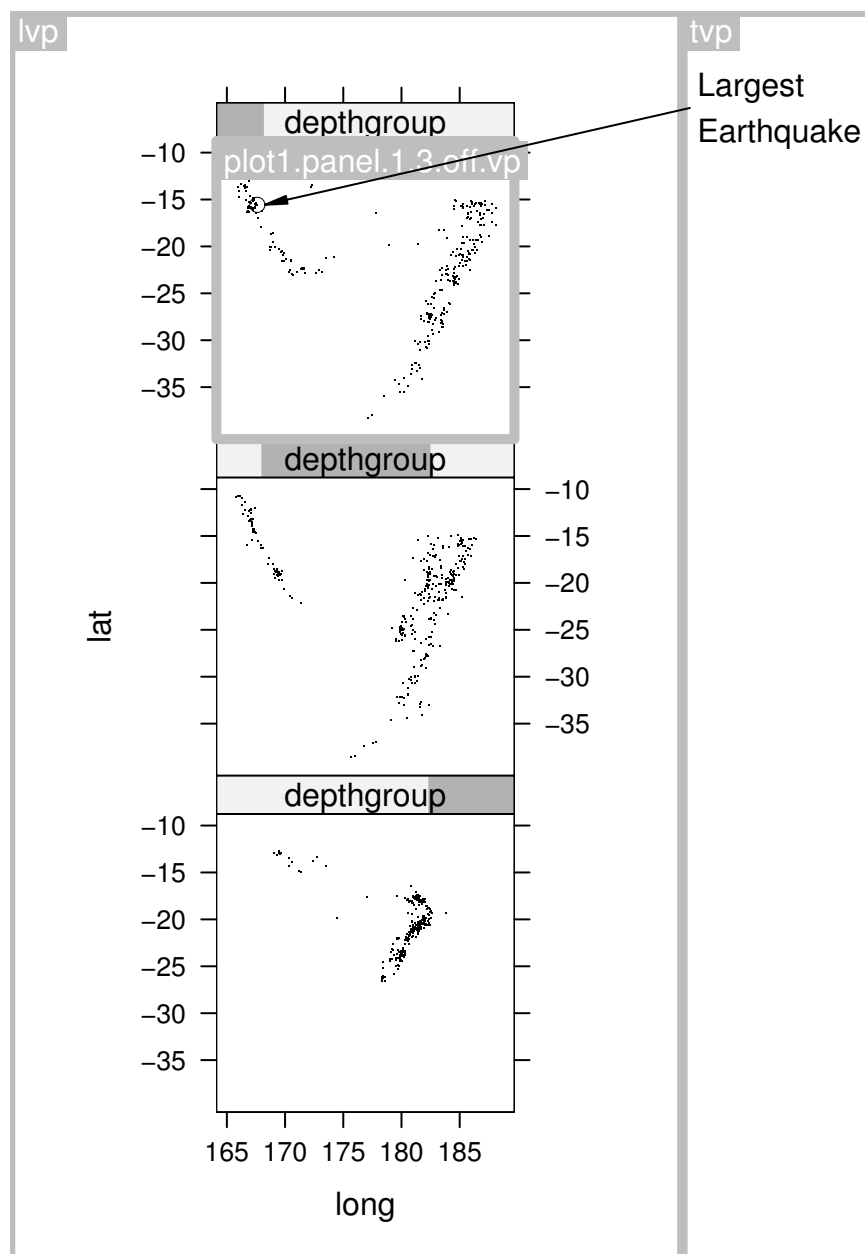 lvp
tvp
Largest
Earthquake
depthgroup
plot1.panel.1.3.off.vp
−10
−15
−20
−25
−30
−35
depthgroup
−10
−15
−20
−25
−30
−35
lat
depthgroup
−10
−15
−20
−25
−30
−35
165 170 175 180 185
long